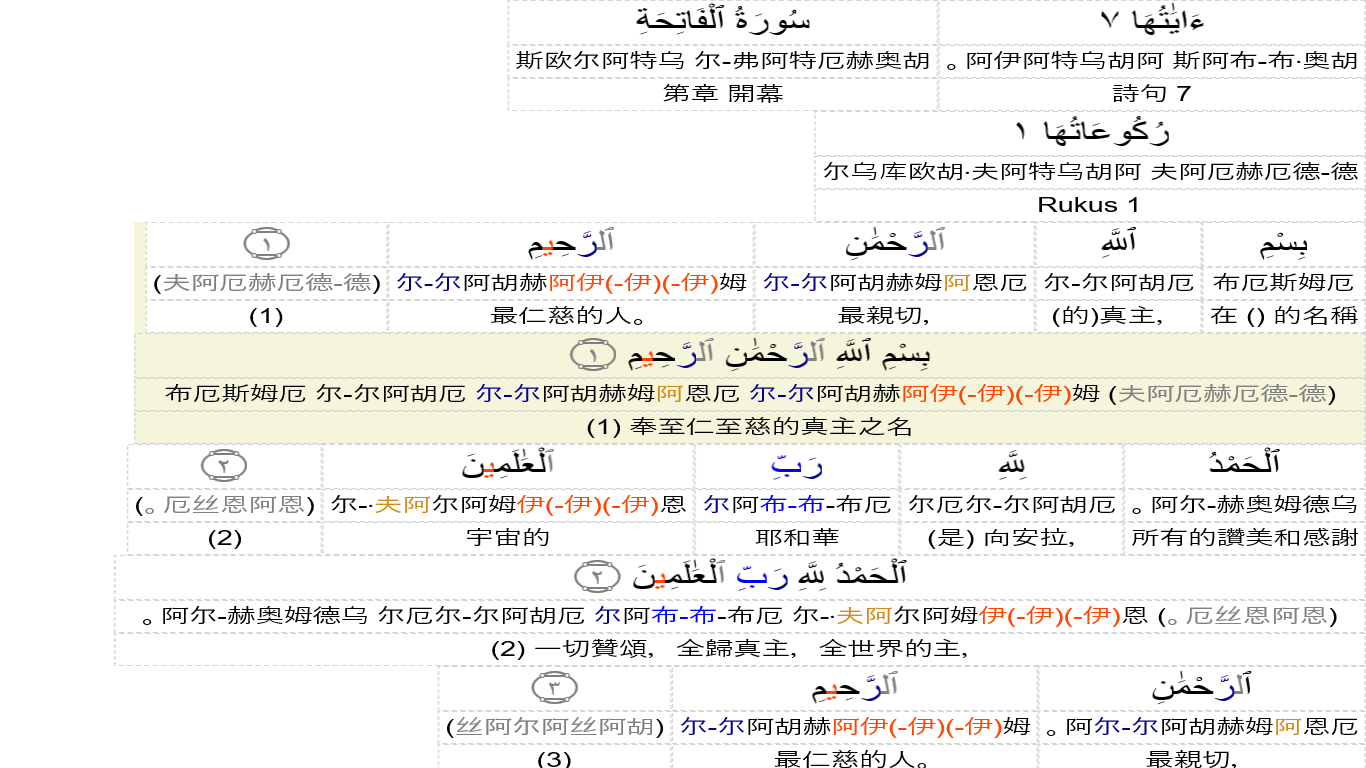 ءَايَٰتُهَا ٧ سُورَةُ ٱلْفَاتِحَةِ
。阿伊阿特乌胡阿 斯阿布-布·奥胡 斯欧尔阿特乌 尔-弗阿特厄赫奥胡
詩句 7 第章 開幕
رُكُوعَاتُهَا ١
尔乌库欧胡·夫阿特乌胡阿 夫阿厄赫厄德-德
Rukus 1
بِسْمِ ٱللَّهِ ٱلرَّحْمَٰنِ ٱلرَّحِيمِ ١
布厄斯姆厄 尔-尔阿胡厄 尔-尔阿胡赫姆阿恩厄 尔-尔阿胡赫阿伊(-伊)(-伊)姆 (夫阿厄赫厄德-德)
在 () 的名稱 (的)真主, 最親切, 最仁慈的人。 (1)
بِسْمِ ٱللَّهِ ٱلرَّحْمَٰنِ ٱلرَّحِيمِ ١
布厄斯姆厄 尔-尔阿胡厄 尔-尔阿胡赫姆阿恩厄 尔-尔阿胡赫阿伊(-伊)(-伊)姆 (夫阿厄赫厄德-德)
(1) 奉至仁至慈的真主之名
ٱلْحَمْدُ لِلَّهِ رَبِّ ٱلْعَٰلَمِينَ ٢
。阿尔-赫奥姆德乌 尔厄尔-尔阿胡厄 尔阿布-布-布厄 尔-·夫阿尔阿姆伊(-伊)(-伊)恩 (。厄丝恩阿恩)
所有的讚美和感謝 (是) 向安拉, 耶和華 宇宙的 (2)
ٱلْحَمْدُ لِلَّهِ رَبِّ ٱلْعَٰلَمِينَ ٢
。阿尔-赫奥姆德乌 尔厄尔-尔阿胡厄 尔阿布-布-布厄 尔-·夫阿尔阿姆伊(-伊)(-伊)恩 (。厄丝恩阿恩)
(2) 一切贊頌, 全歸真主, 全世界的主,
ٱلرَّحْمَٰنِ ٱلرَّحِيمِ ٣
。阿尔-尔阿胡赫姆阿恩厄 尔-尔阿胡赫阿伊(-伊)(-伊)姆 (丝阿尔阿丝阿胡)
最親切, 最仁慈的人。 (3)